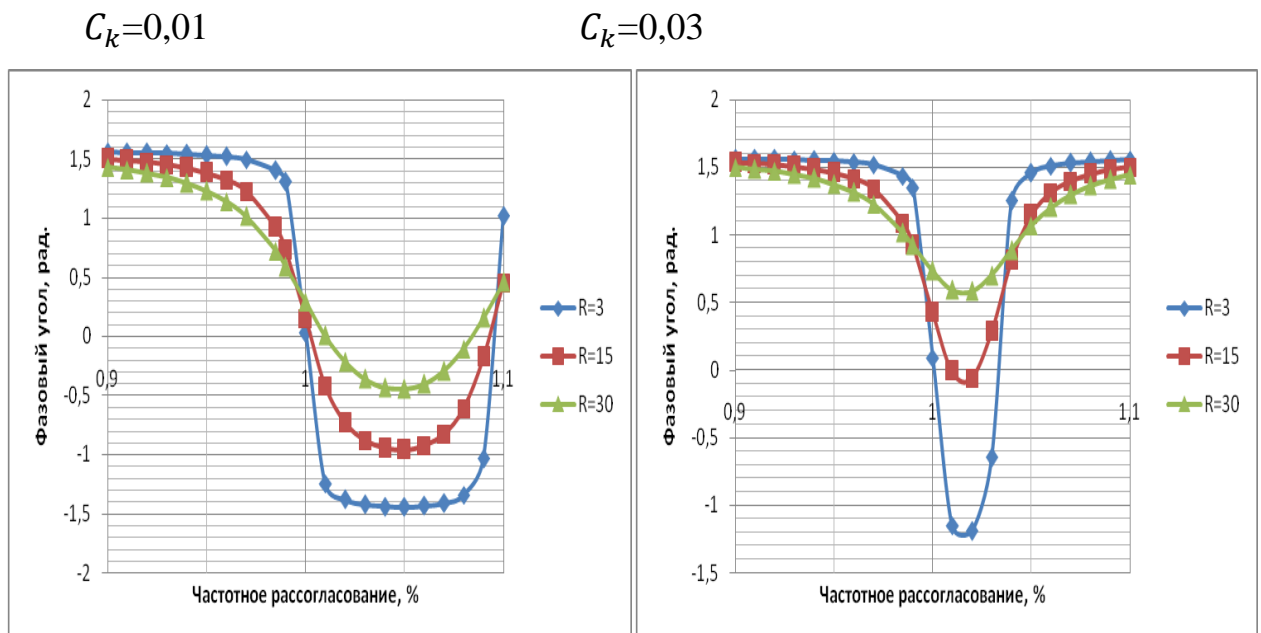 C_k=0,01
C_k=0,03
2
1,5
1
0,5
0
-0,5
-1
-1,5
-2
0,9
1
1,1
Фазовый угол, рад.
Частотное рассогласование, %
R=3
R=15
R=30
2
1,5
1
0,5
0
-0,5
-1
-1,5
0,9
1
1,1
Фазовый угол, рад.
Частотное рассогласование, %
R=3
R=15
R=30